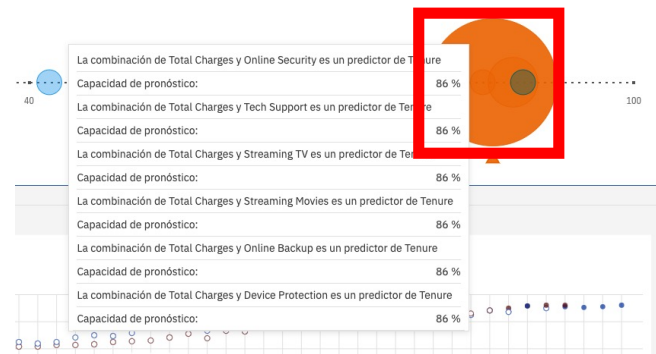 La combinación de Total Charges y Online Security es un predictor de Tenure
Capacidad de pronóstico: 86 %
La combinación de Total Charges y Tech Support es un predictor de Tenure
Capacidad de pronóstico: 86 %
La combinación de Total Charges y Streaming TV es un predictor de Tenure
Capacidad de pronóstico: 86 %
La combinación de Total Charges y Streaming Movies es un predictor de Tenure
Capacidad de pronóstico: 86 %
La combinación de Total Charges y Online Backup es un predictor de Tenure
Capacidad de pronóstico: 86 %
La combinación de Total Charges y Device Protection es un predictor de Tenure
Capacidad de pronóstico: 86 %
40
100